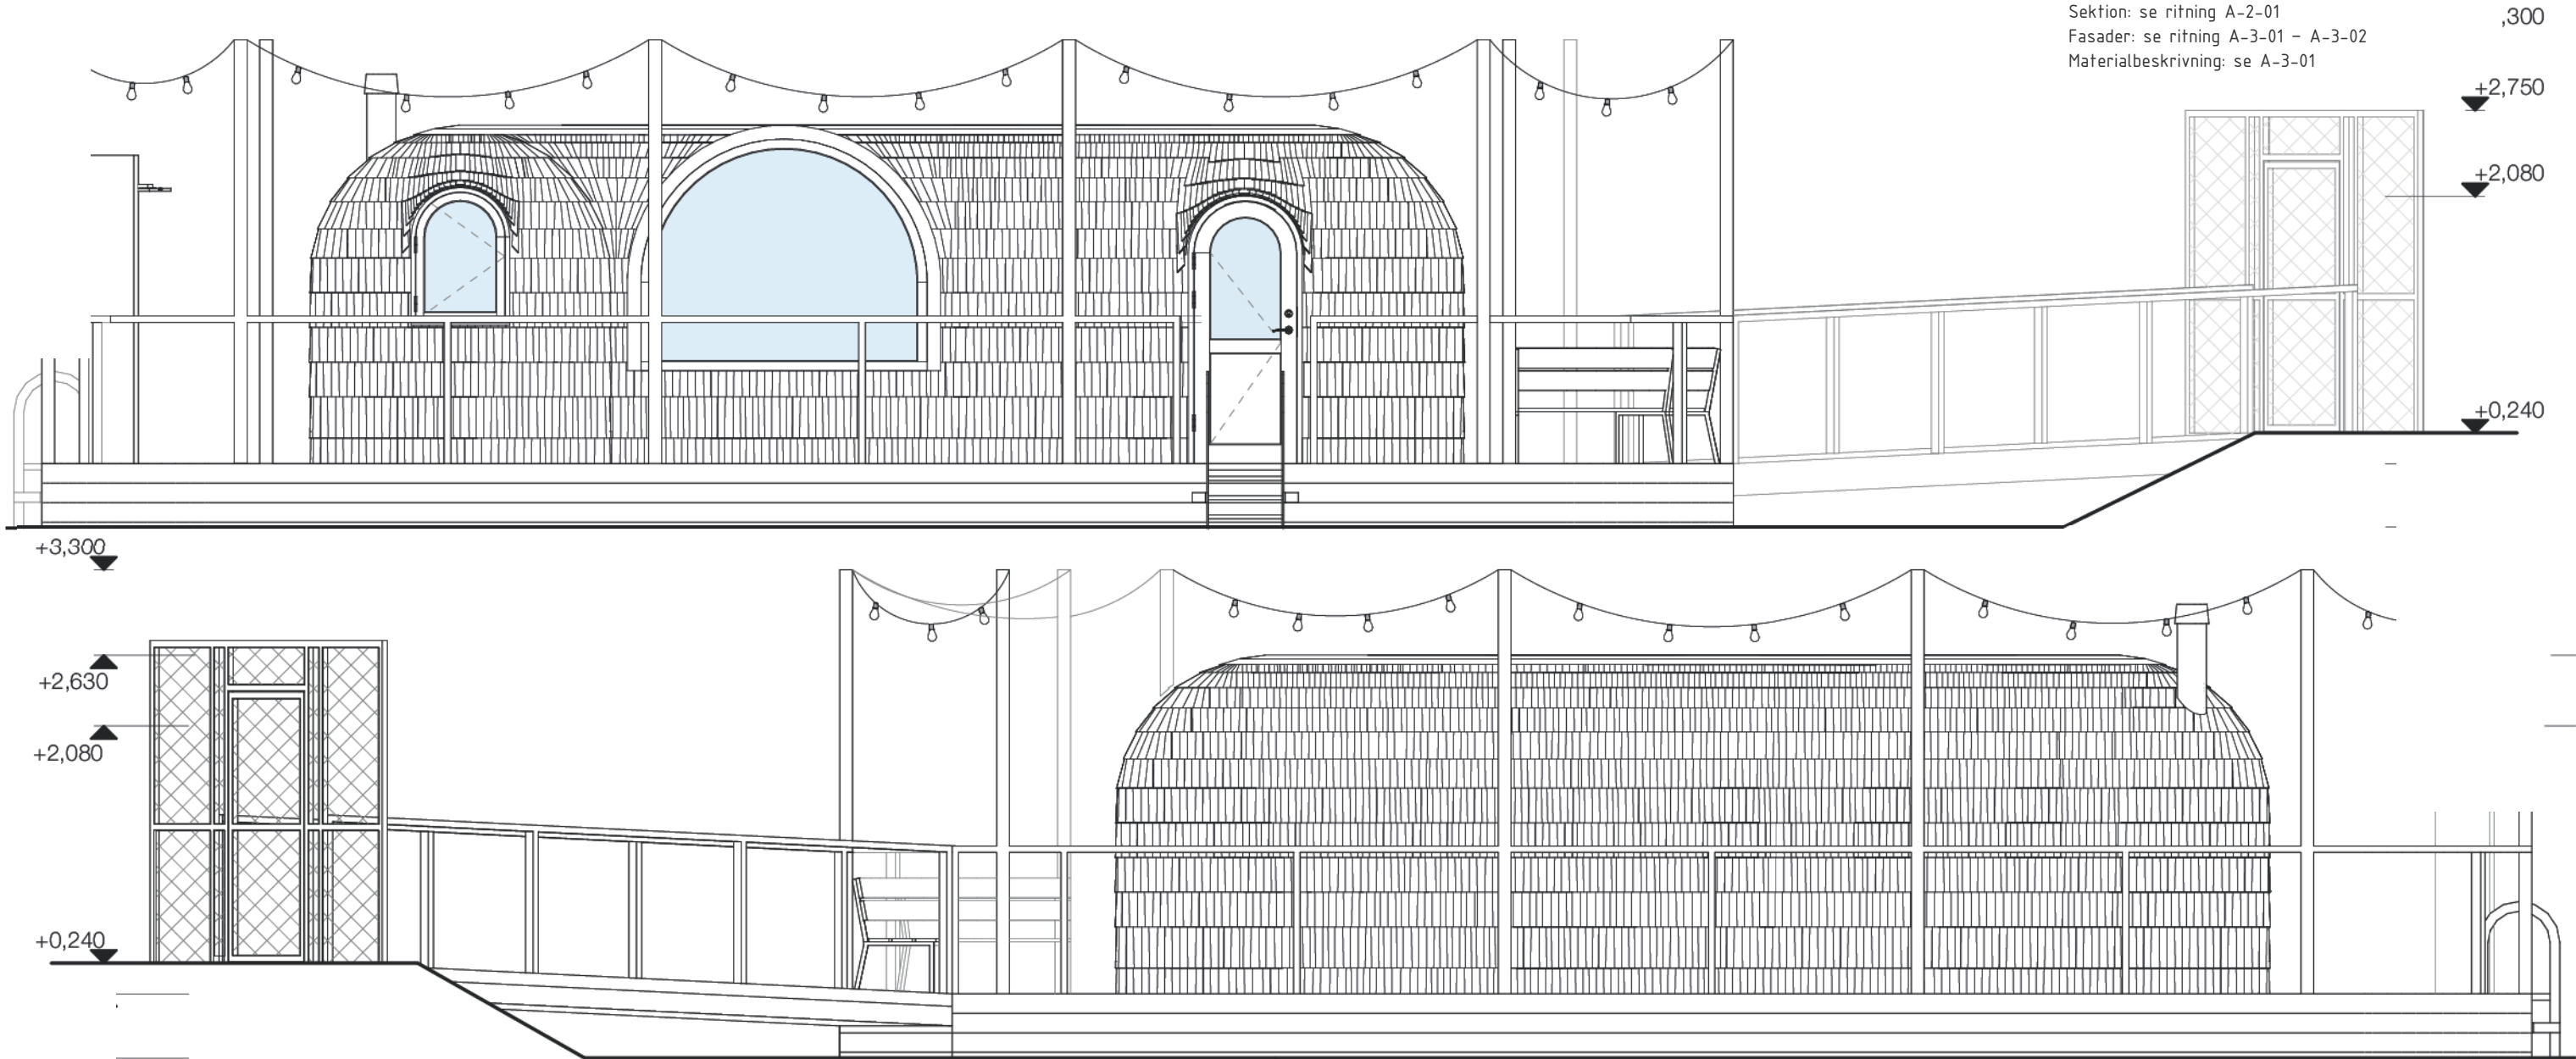 Sektion: se ritning A-2-01
Fasader: se ritning A-3-01 - A-3-02
Materialbeskrivning: se A-3-01
,300
+2,750
+2,080
+0,240
+3,300
+2,630
+2,080
+0,240